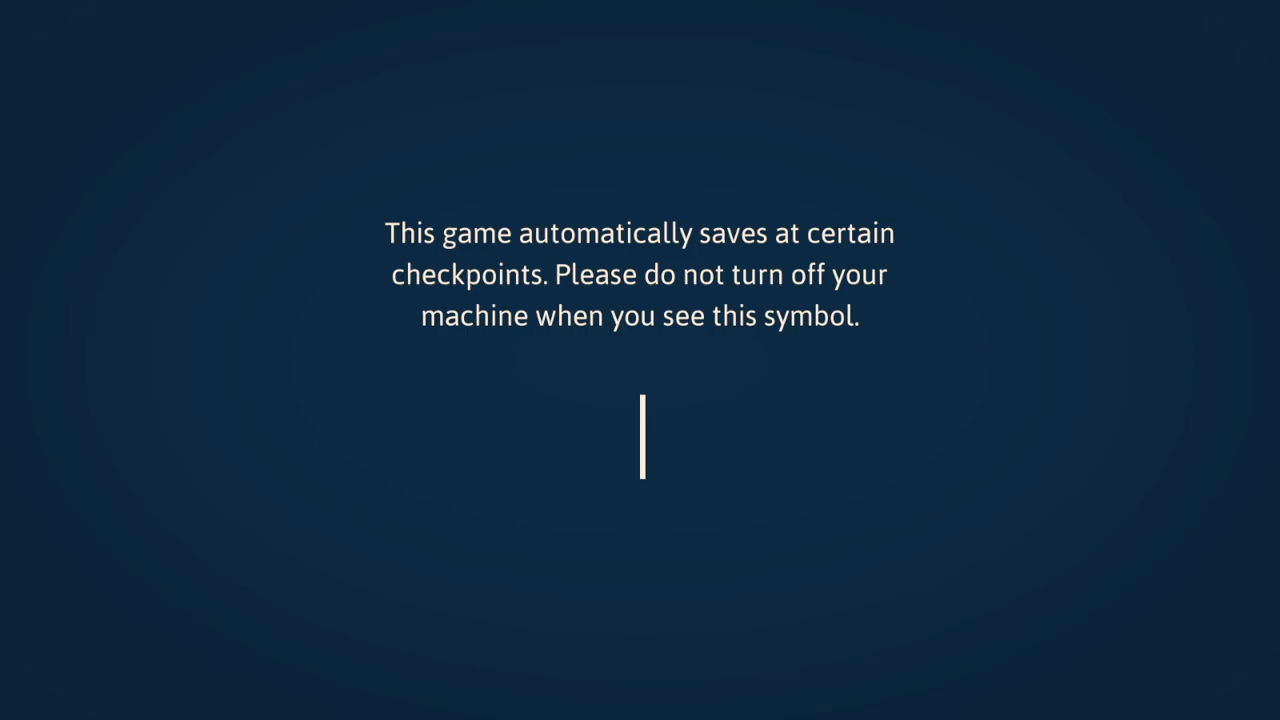 This game automatically saves at certain
checkpoints. Please do not turn off your
machine when you see this symbol.